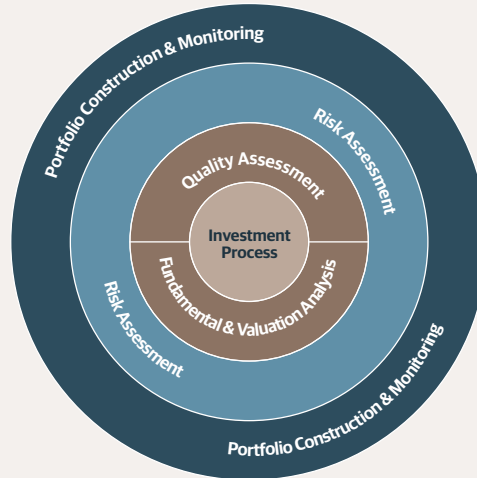 Portfolio Construction & Monitoring
Risk Assessment
Quality Assessment
Investment
Process
Fundamental & Valuation Analysis
Risk Assessment
Portfolio Construction & Monitoring